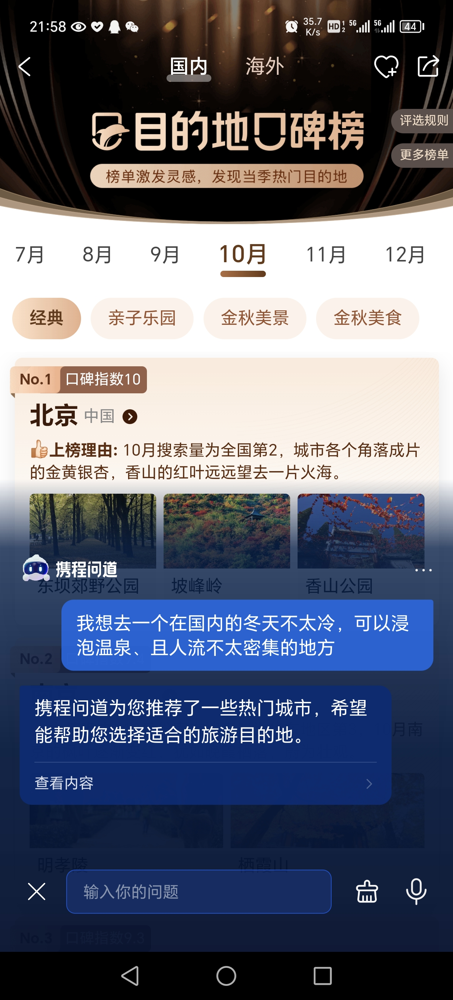 21:58
35.7 K/s
HD 1 2
5G
5G
44
国内
海外
目的地口碑榜
评选规则
更多榜单
榜单激发灵感，发现当季热门目的地
7月
8月
9月
10月
11月
12月
经典
亲子乐园
金秋美景
金秋美食
No.1
口碑指数10
北京 中国
上榜理由: 10月搜索量为全国第2，城市各个角落成片
的金黄银杏，香山的红叶远远望去一片火海。
携程问道
...
东坝郊野公园
坡峰岭
香山公园
我想去一个在国内的冬天不太冷，可以浸
泡温泉、且人流不太密集的地方
No.2
携程问道为您推荐了一些热门城市，希望
能帮助您选择适合的旅游目的地。
月南
查看内容
明孝陵
栖霞山
输入你的问题
No.3
口碑指数9.3